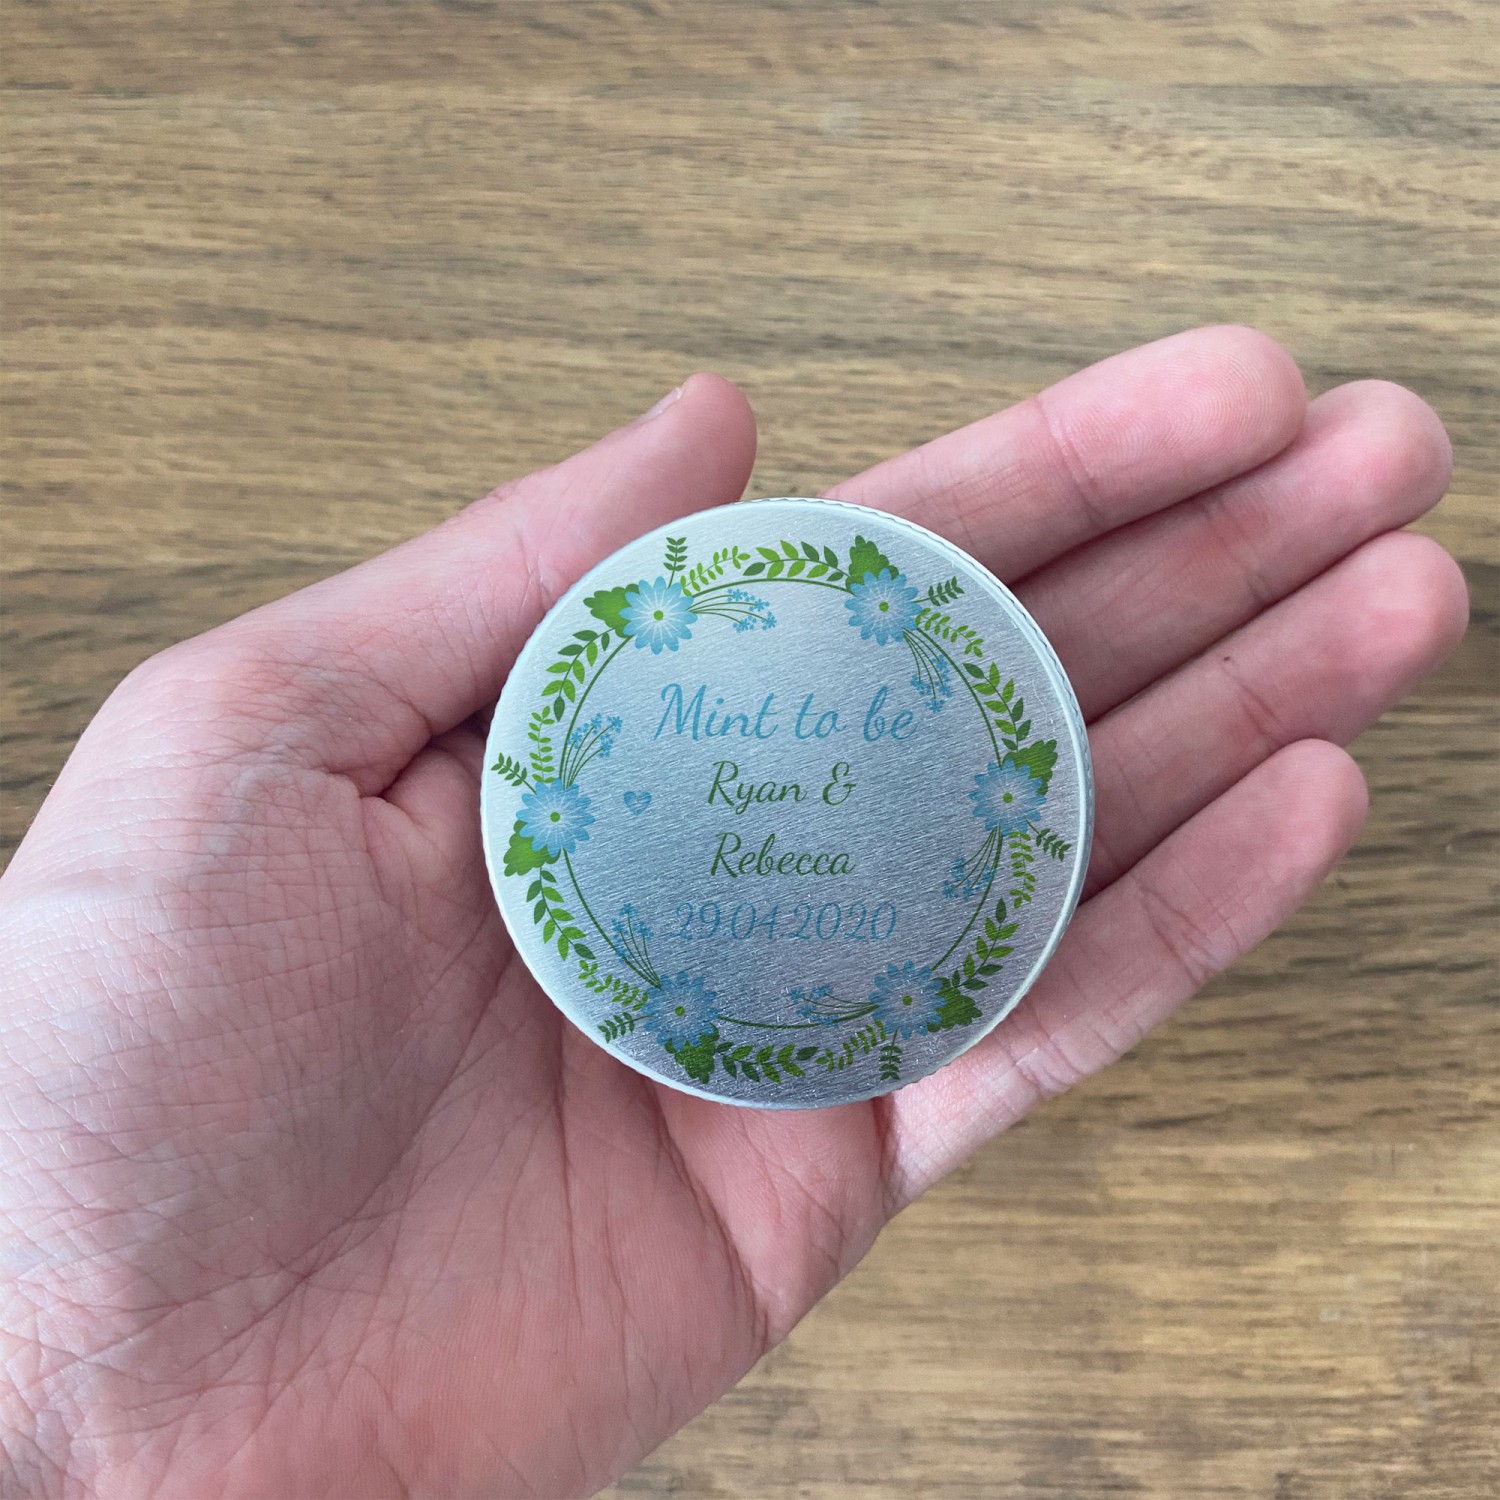 Mint to be
Ryan &
Rebecca
29.04.2020